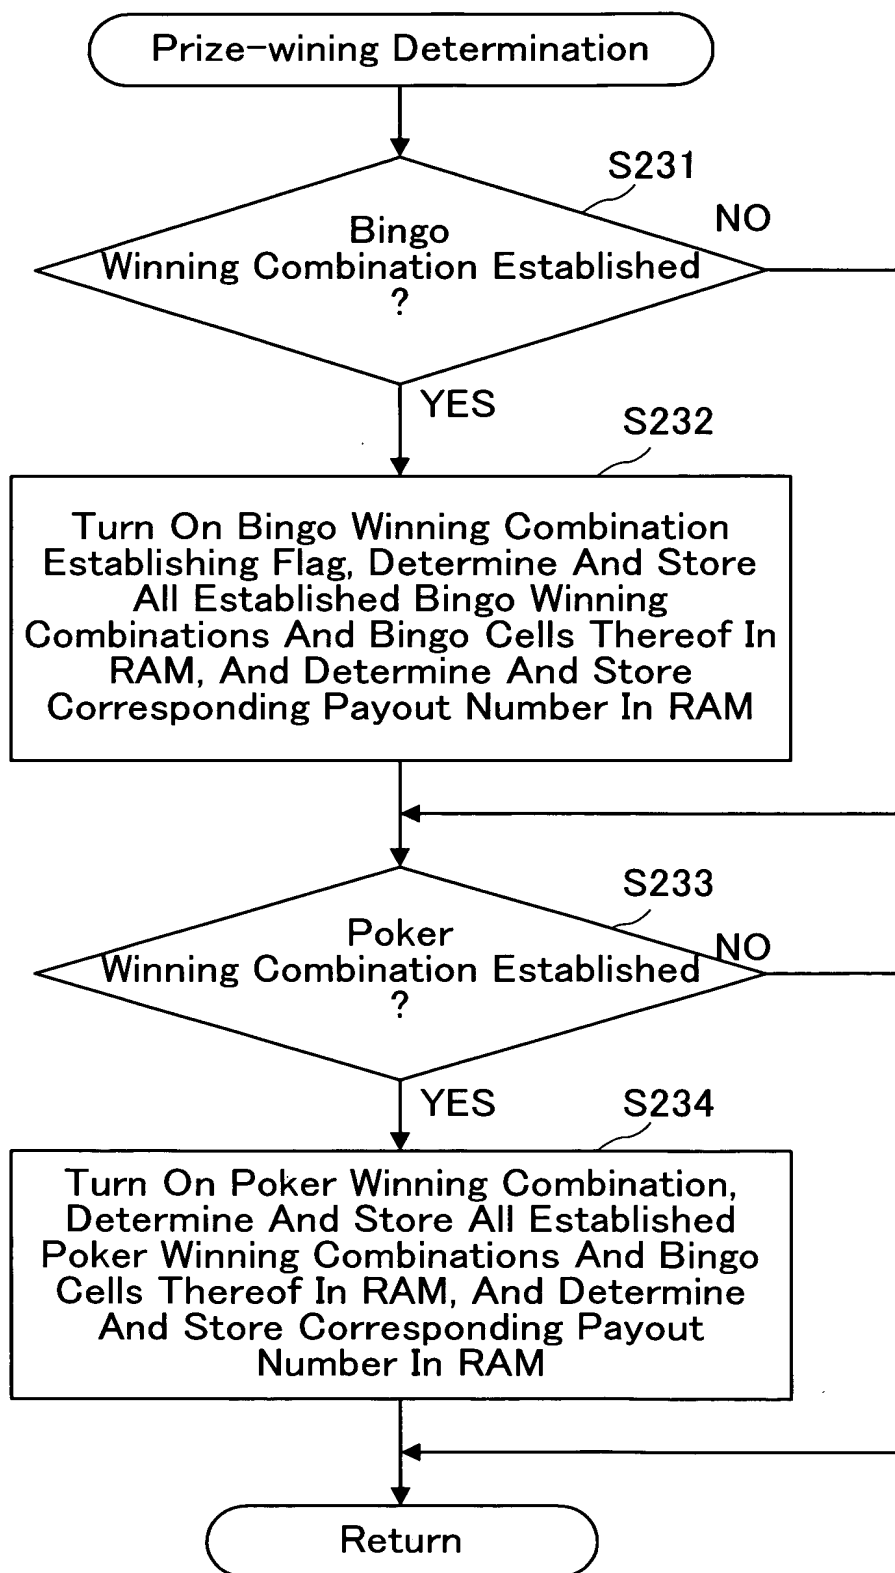 Prize-wining Determination
S231
NO
Bingo
Winning Combination Established
?
YES
S232
Turn On Bingo Winning Combination
Establishing Flag, Determine And Store
All Established Bingo Winning
Combinations And Bingo Cells Thereof In
RAM, And Determine And Store
Corresponding Payout Number In RAM
S233
NO
Poker
Winning Combination Established
?
YES
S234
Turn On Poker Winning Combination,
Determine And Store All Established
Poker Winning Combinations And Bingo
Cells Thereof In RAM, And Determine
And Store Corresponding Payout
Number In RAM
Return